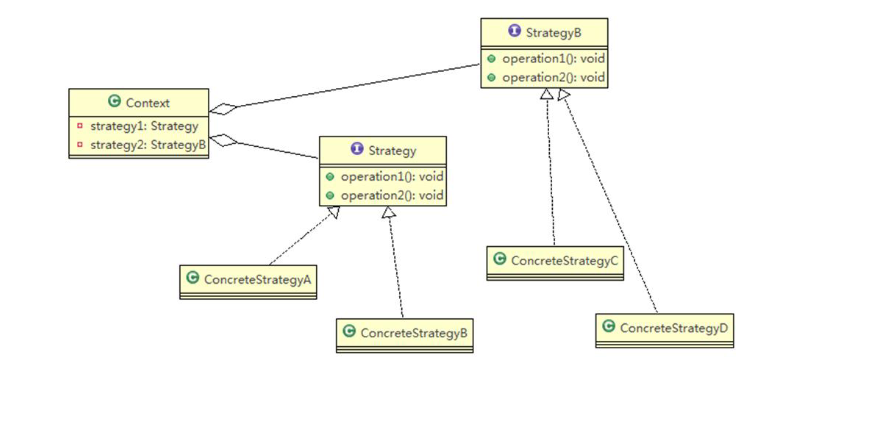 StrategyB
operation1(): void
operation2(): void
Context
strategy1: Strategy
strategy2: StrategyB
Strategy
operation1(): void
operation2(): void
ConcreteStrategyA
ConcreteStrategyB
ConcreteStrategyC
ConcreteStrategyD